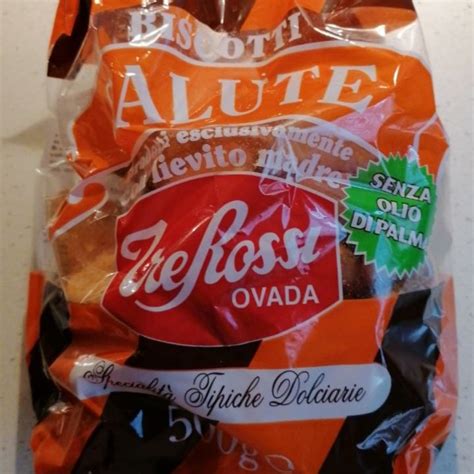 BISCOTTI
ALUTE
esclusivamente
lievito madre
SENZA
OLIO
DI PALMA
TreRossi
OVADA
Specialità Tipiche Dolciarie
500g